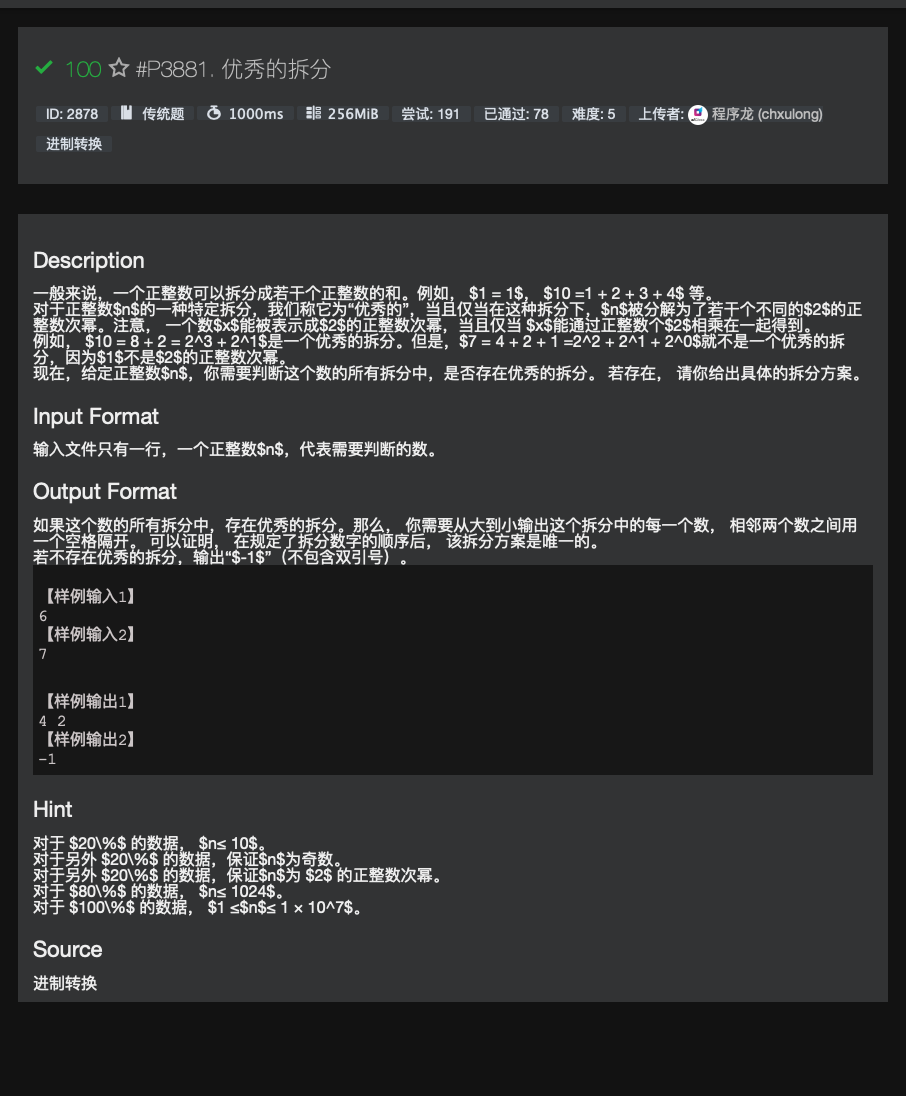 100 #P3881. 优秀的拆分
ID: 2878 传统题 1000ms 256MiB 尝试: 191 已通过: 78 难度: 5 上传者: 程序龙 (chxulong)
进制转换
Description
一般来说，一个正整数可以拆分成若干个正整数的和。例如， $1 = 1$， $10 =1 + 2 + 3 + 4$ 等。
对于正整数$n$的一种特定拆分，我们称它为“优秀的”，当且仅当在这种拆分下，$n$被分解为了若干个不同的$2$的正
整数次幂。注意， 一个数$x$能被表示成$2$的正整数次幂，当且仅当 $x$能通过正整数个$2$相乘在一起得到。
例如， $10 = 8 + 2 = 2^3 + 2^1$是一个优秀的拆分。但是，$7 = 4 + 2 + 1 =2^2 + 2^1 + 2^0$就不是一个优秀的拆
分，因为$1$不是$2$的正整数次幂。
现在，给定正整数$n$，你需要判断这个数的所有拆分中，是否存在优秀的拆分。 若存在， 请你给出具体的拆分方案。
Input Format
输入文件只有一行，一个正整数$n$，代表需要判断的数。
Output Format
如果这个数的所有拆分中，存在优秀的拆分。那么， 你需要从大到小输出这个拆分中的每一个数， 相邻两个数之间用
一个空格隔开。 可以证明， 在规定了拆分数字的顺序后， 该拆分方案是唯一的。
若不存在优秀的拆分，输出“$-1$”（不包含双引号）。
【样例输入1】
6
【样例输入2】
7
【样例输出1】
4 2
【样例输出2】
-1
Hint
对于 $20\%$ 的数据， $n≤ 10$。
对于另外 $20\%$ 的数据，保证$n$为奇数。
对于另外 $20\%$ 的数据，保证$n$为 $2$ 的正整数次幂。
对于 $80\%$ 的数据， $n≤ 1024$。
对于 $100\%$ 的数据， $1 ≤$n$≤ 1 × 10^7$。
Source
进制转换